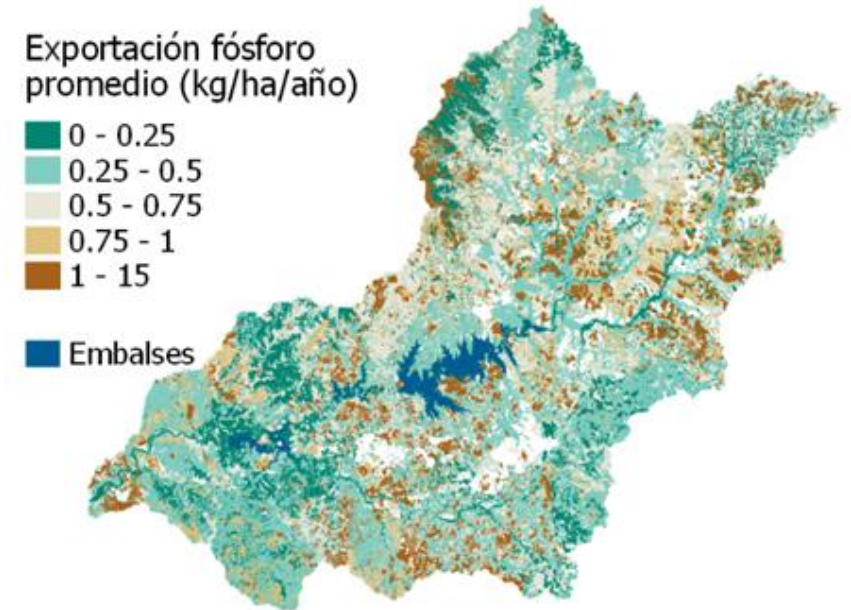 Exportación fósforo
promedio (kg/ha/año)
0 - 0.25
0.25 - 0.5
0.5 - 0.75
0.75 - 1
1 - 15
Embalses